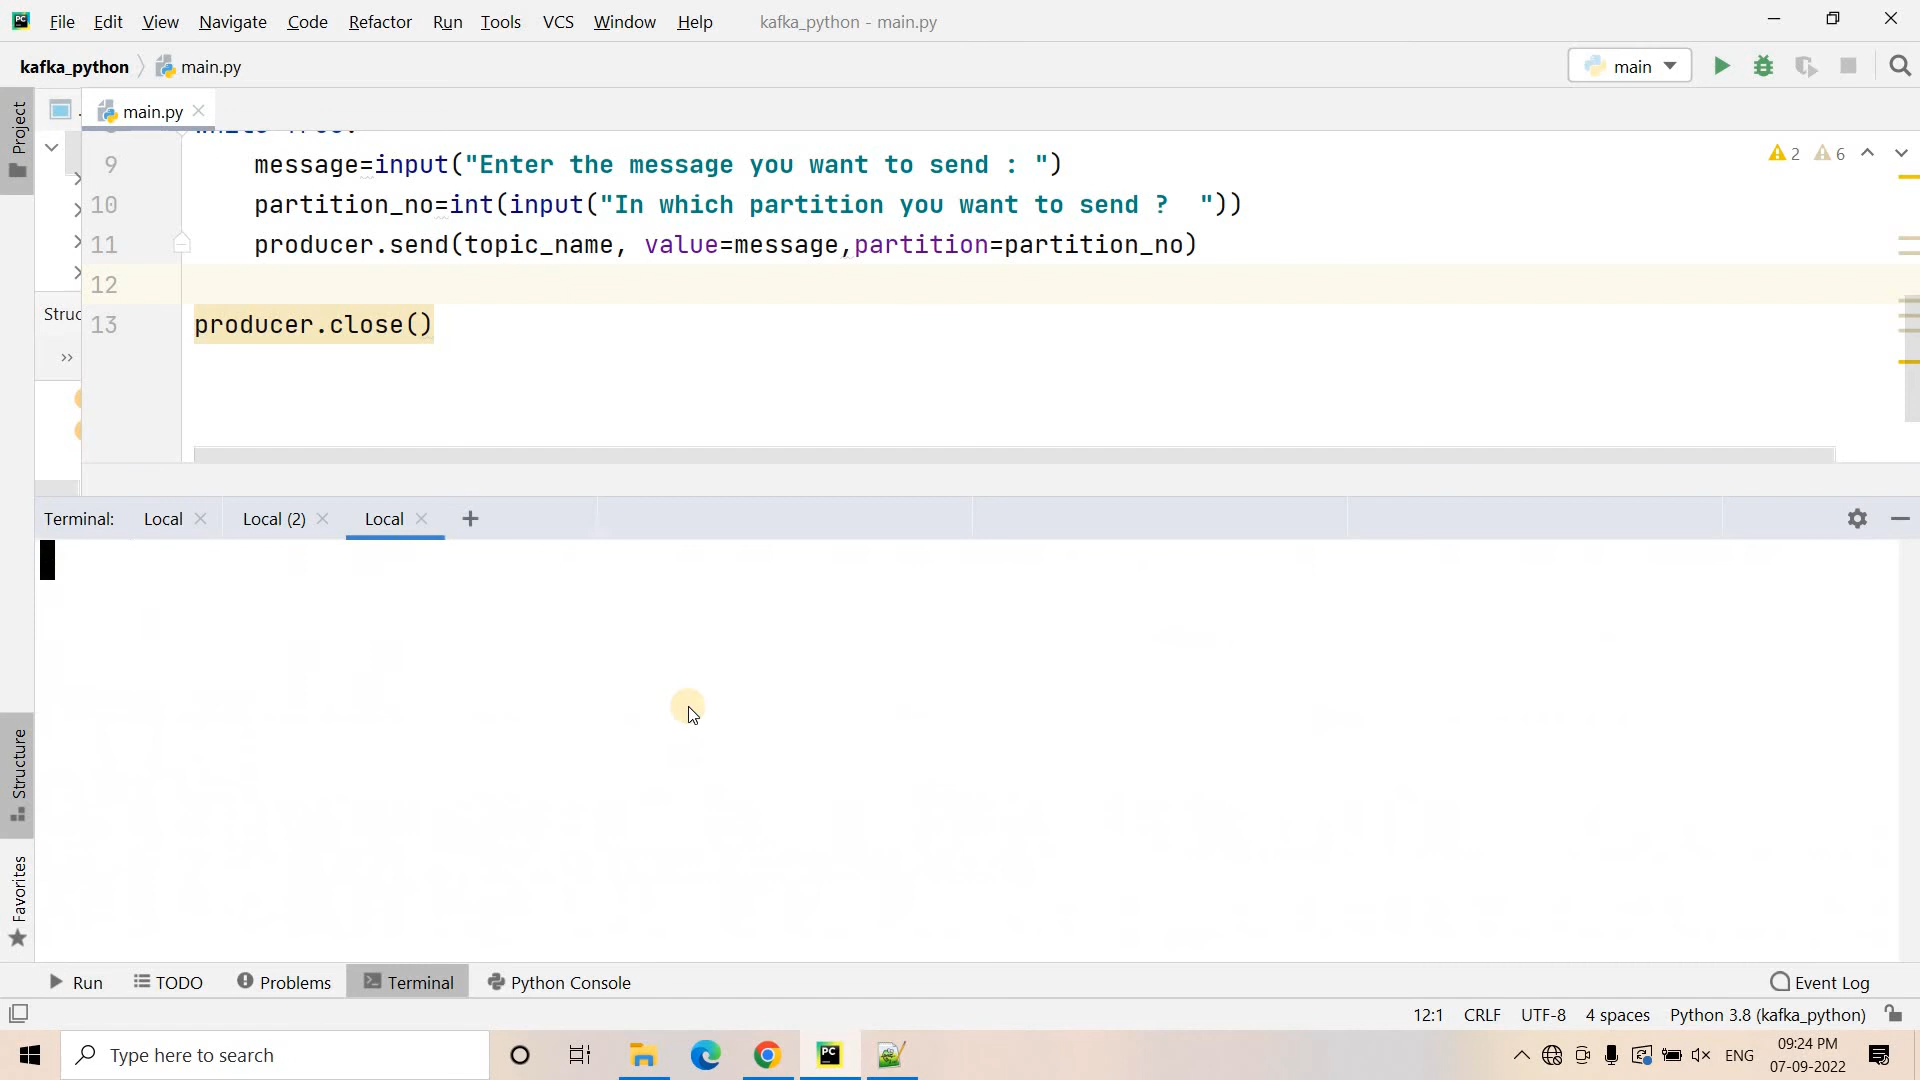 PC File Edit View Navigate Code Refactor Run Tools VCS Window Help kafka_python - main.py
kafka_python main.py main
Project main.py
9 message=input("Enter the message you want to send : ") 2 6
10 partition_no=int(input("In which partition you want to send ?  "))
11 producer.send(topic_name, value=message,partition=partition_no)
12
Struc 13 producer.close()
Terminal: Local Local (2) Local
Structure
Favorites
Run TODO Problems Terminal Python Console Event Log
12:1 CRLF UTF-8 4 spaces Python 3.8 (kafka_python)
Type here to search PC ENG 09:24 PM
07-09-2022